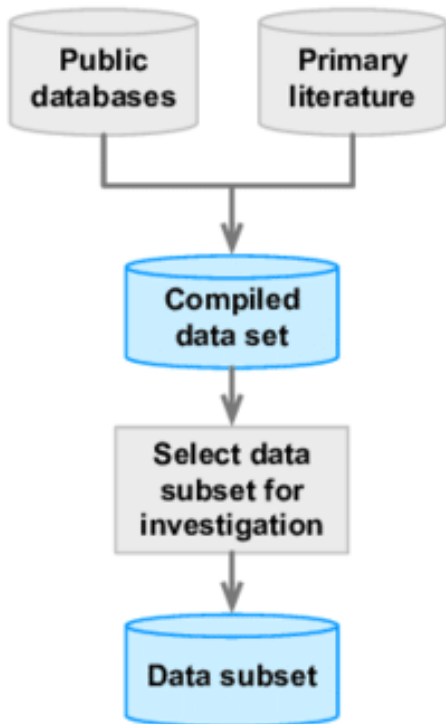 Public
databases
Primary
literature
Compiled
data set
Select data
subset for
investigation
Data subset